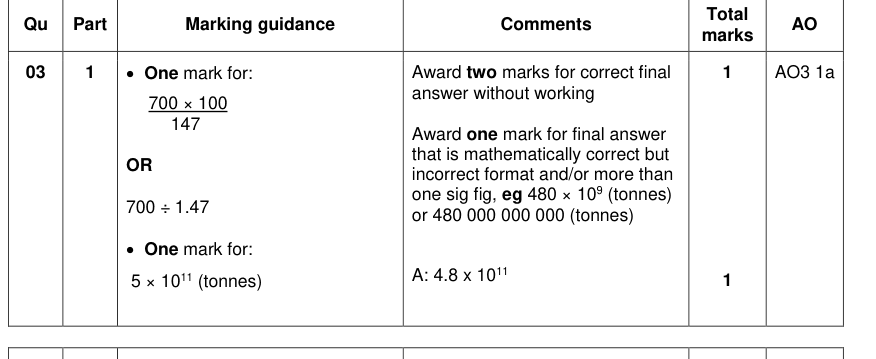 Qu Part Marking guidance Comments Total marks AO
03 1 • One mark for: Award two marks for correct final 1 AO3 1a
answer without working
700 × 100
147
Award one mark for final answer
that is mathematically correct but
OR
incorrect format and/or more than
one sig fig, eg 480 × 10⁹ (tonnes)
700 ÷ 1.47
or 480 000 000 000 (tonnes)
• One mark for:
5 × 10¹¹ (tonnes) A: 4.8 x 10¹¹ 1